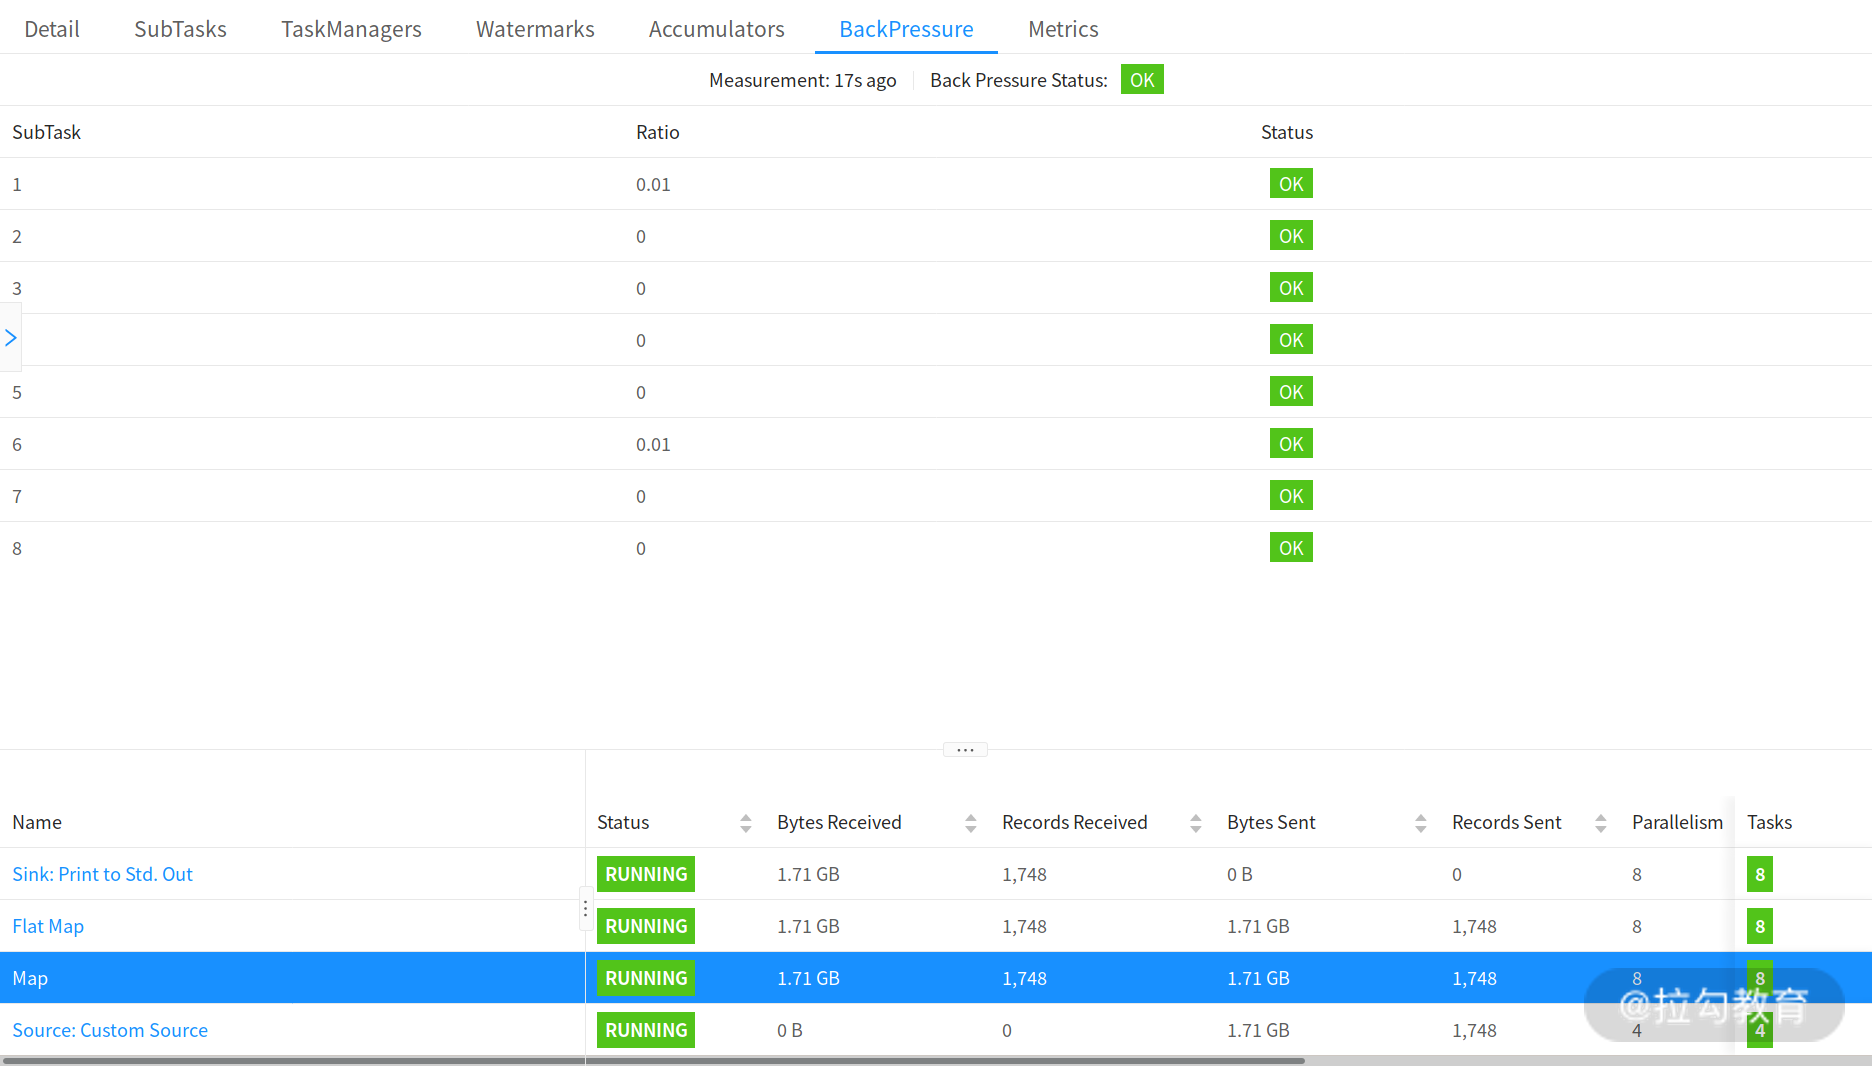 Detail SubTasks TaskManagers Watermarks Accumulators BackPressure Metrics
Measurement: 17s ago Back Pressure Status: OK
SubTask Ratio Status
1 0.01 OK
2 0 OK
3 0 OK
0 OK
5 0 OK
6 0.01 OK
7 0 OK
8 0 OK
Name Status Bytes Received Records Received Bytes Sent Records Sent Parallelism Tasks
Sink: Print to Std. Out RUNNING 1.71 GB 1,748 0 B 0 8 8
Flat Map RUNNING 1.71 GB 1,748 1.71 GB 1,748 8 8
Map RUNNING 1.71 GB 1,748 1.71 GB 1,748 8 8
@拉勾教育
Source: Custom Source RUNNING 0 B 0 1.71 GB 1,748 4 4